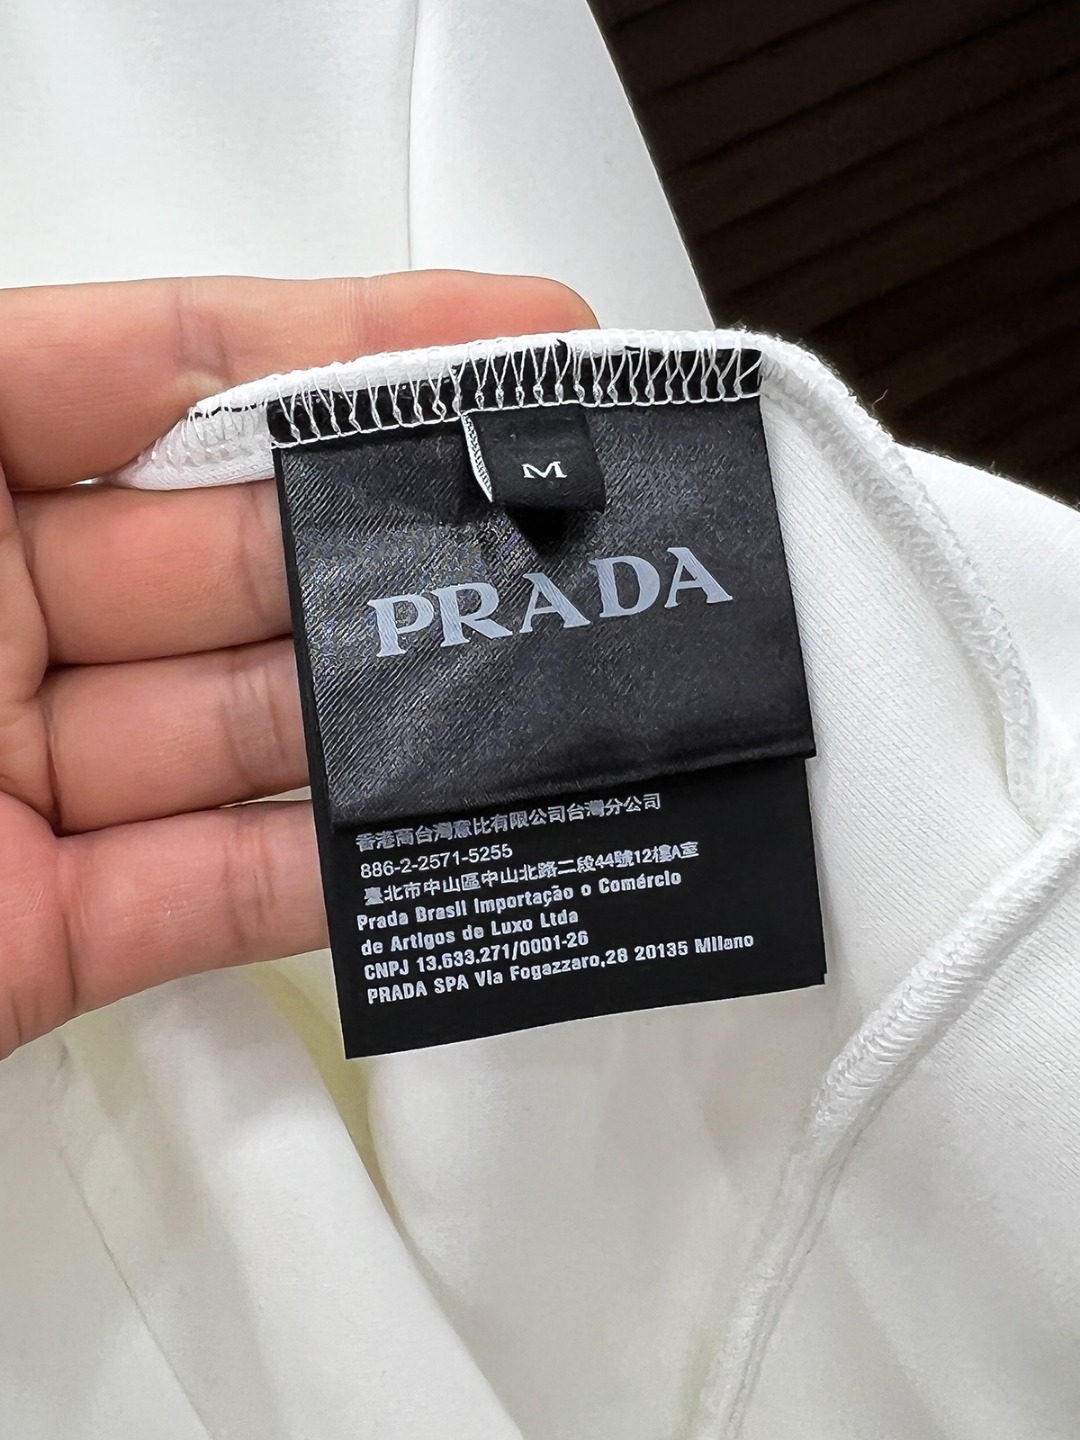 M
PRADA
香港商台灣意比有限公司台灣分公司
886-2-2571-5255
臺北市中山區中山北路二段44號12樓A室
Prada Brasil Importação o Comércio
de Artigos de Luxo Ltda
CNPJ 13.633.271/0001-26
PRADA SPA Via Fogazzaro,28 20135 Milano